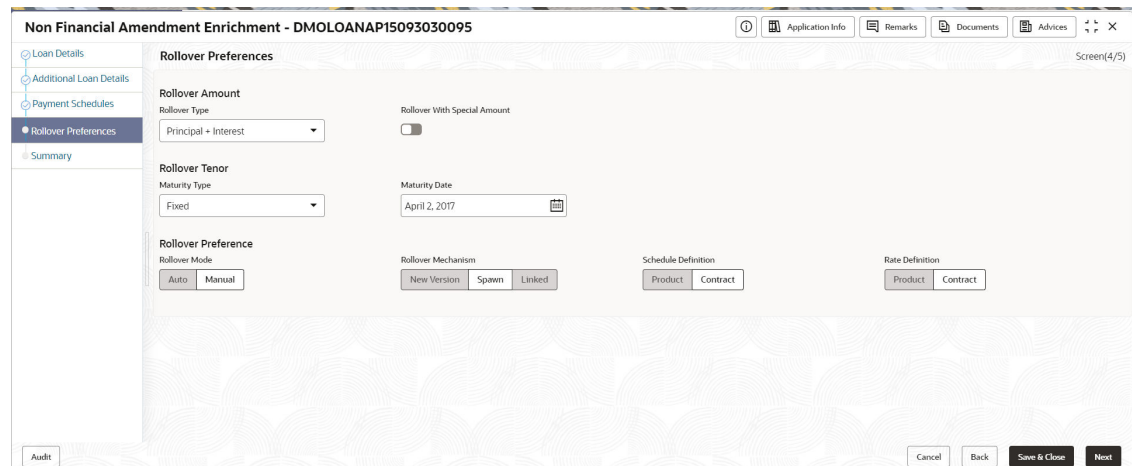 Non Financial Amendment Enrichment - DMOLOANAP15093030095
Application Info
Remarks
Documents
Advices
Loan Details
Additional Loan Details
Payment Schedules
Rollover Preferences
Summary
Rollover Preferences
Screen(4/5)
Rollover Amount
Rollover Type
Rollover With Special Amount
Principal + Interest
Rollover Tenor
Maturity Type
Maturity Date
Fixed
April 2, 2017
Rollover Preference
Rollover Mode
Rollover Mechanism
Schedule Definition
Rate Definition
Auto Manual
New Version Spawn Linked
Product Contract
Product Contract
Audit
Cancel
Back
Save & Close
Next